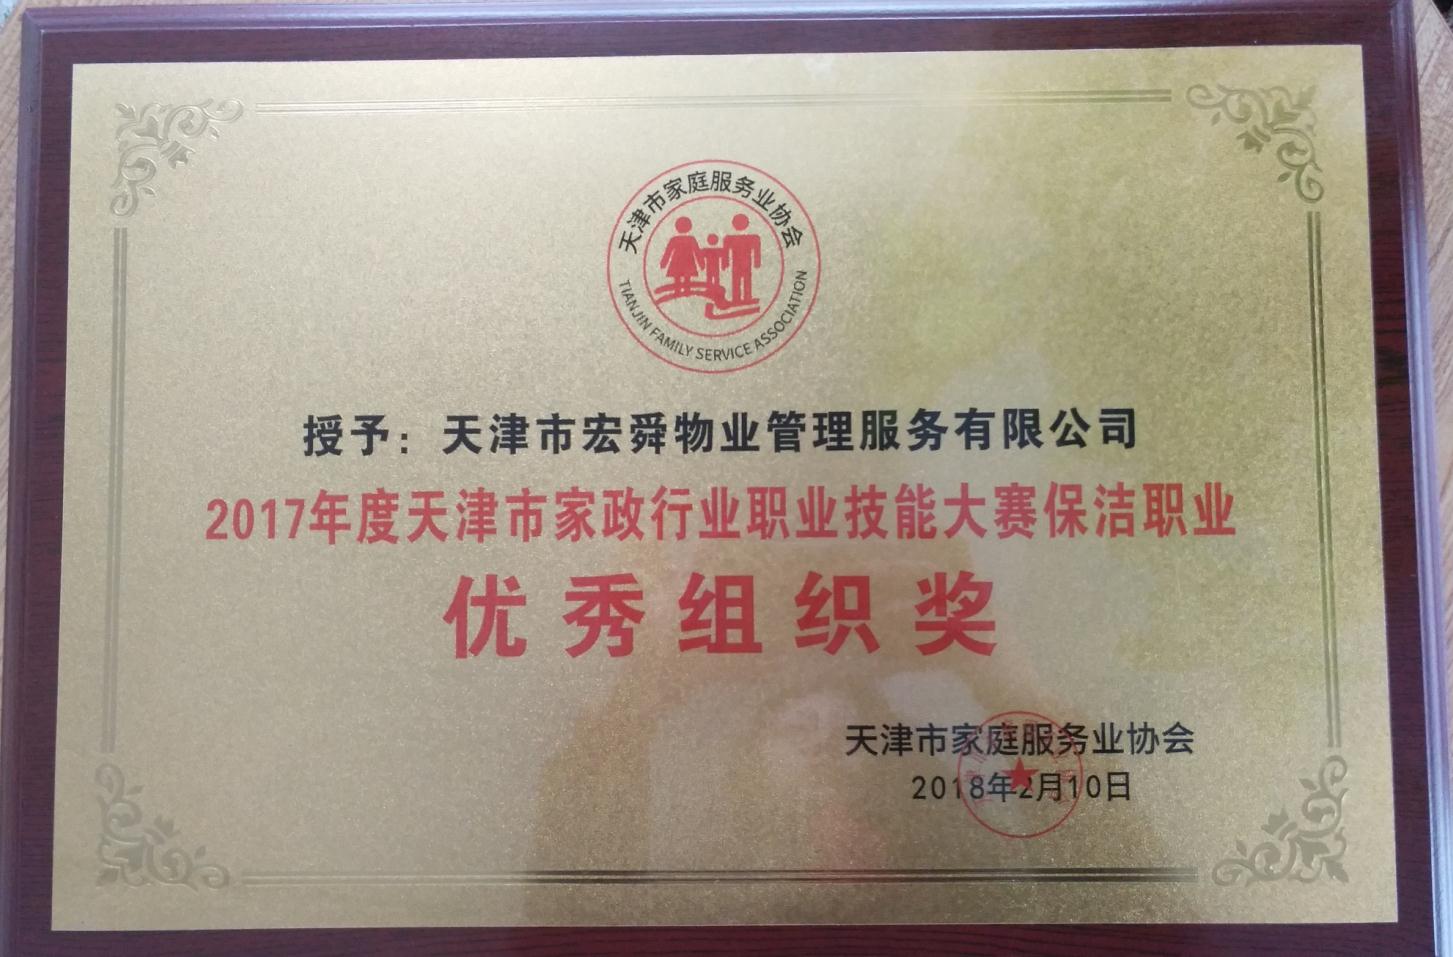 天津市家庭服务业协会
TIANJIN FAMILY SERVICE ASSOCIATION
授予：天津市宏舜物业管理服务有限公司
2017年度天津市家政行业职业技能大赛保洁职业
优秀组织奖
天津市家庭服务业协会
2018年2月10日